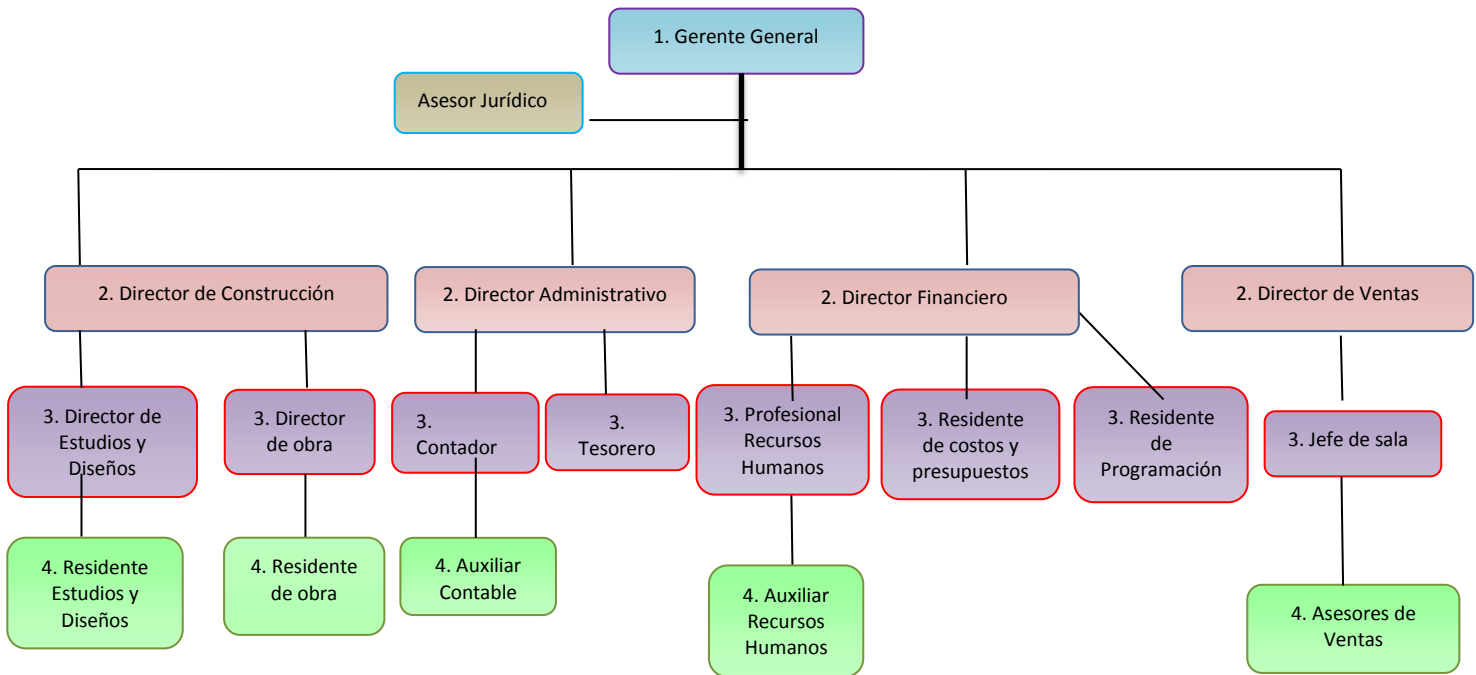 1. Gerente General
Asesor Jurídico
2. Director de Construcción
2. Director Administrativo
2. Director Financiero
2. Director de Ventas
3. Director de
Estudios y
Diseños
3. Director
de obra
3.
Contador
3.
Tesorero
3. Profesional
Recursos
Humanos
3. Residente
de costos y
presupuestos
3. Residente
de
Programación
3. Jefe de sala
4. Residente
Estudios y
Diseños
4. Residente
de obra
4. Auxiliar
Contable
4. Auxiliar
Recursos
Humanos
4. Asesores de
Ventas